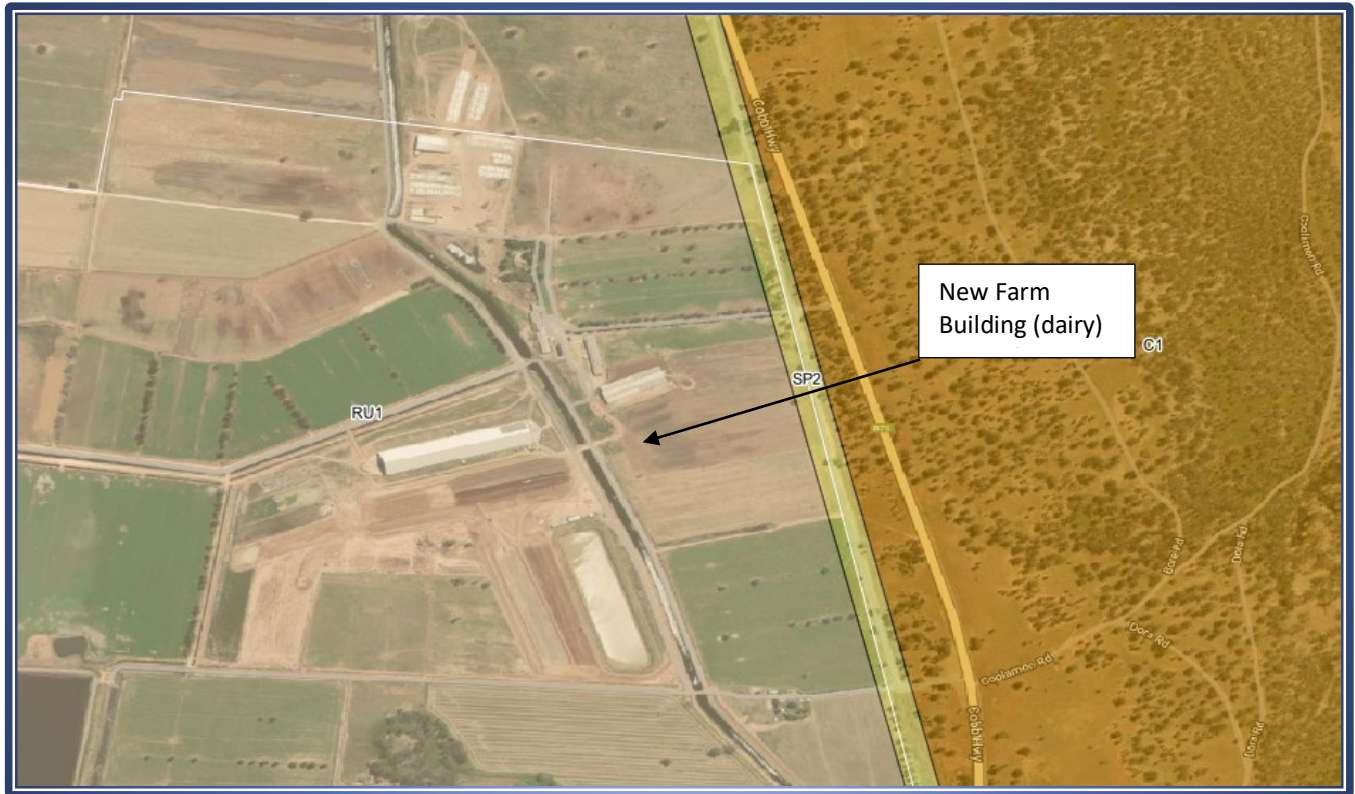 Cobb Hwy
Coolamon Rd
New Farm
Building (dairy)
C1
SP2
RU1
Bore Rd
Dora Rd
Dora Rd
Coolamon Rd
Cobb Hwy
Dora Rd